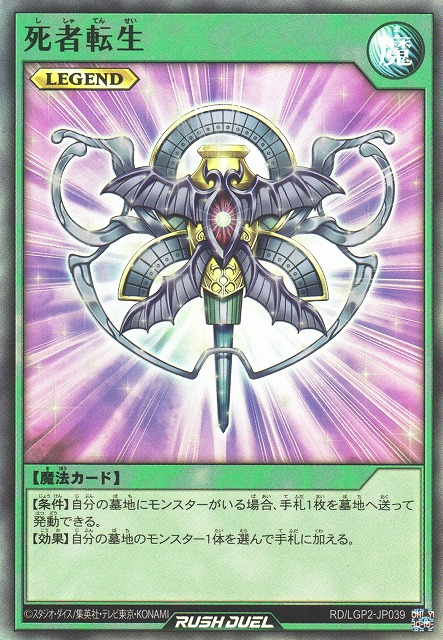 死者転生
魔
LEGEND
【魔法カード】
【条件】自分の墓地にモンスターがいる場合、手札1枚を墓地へ送って
発動できる。
【効果】自分の墓地のモンスター1体を選んで手札に加える。
©スタジオ・ダイス/集英社・テレビ東京・KONAMI
RUSH DUEL
RD/LGP2-JP039